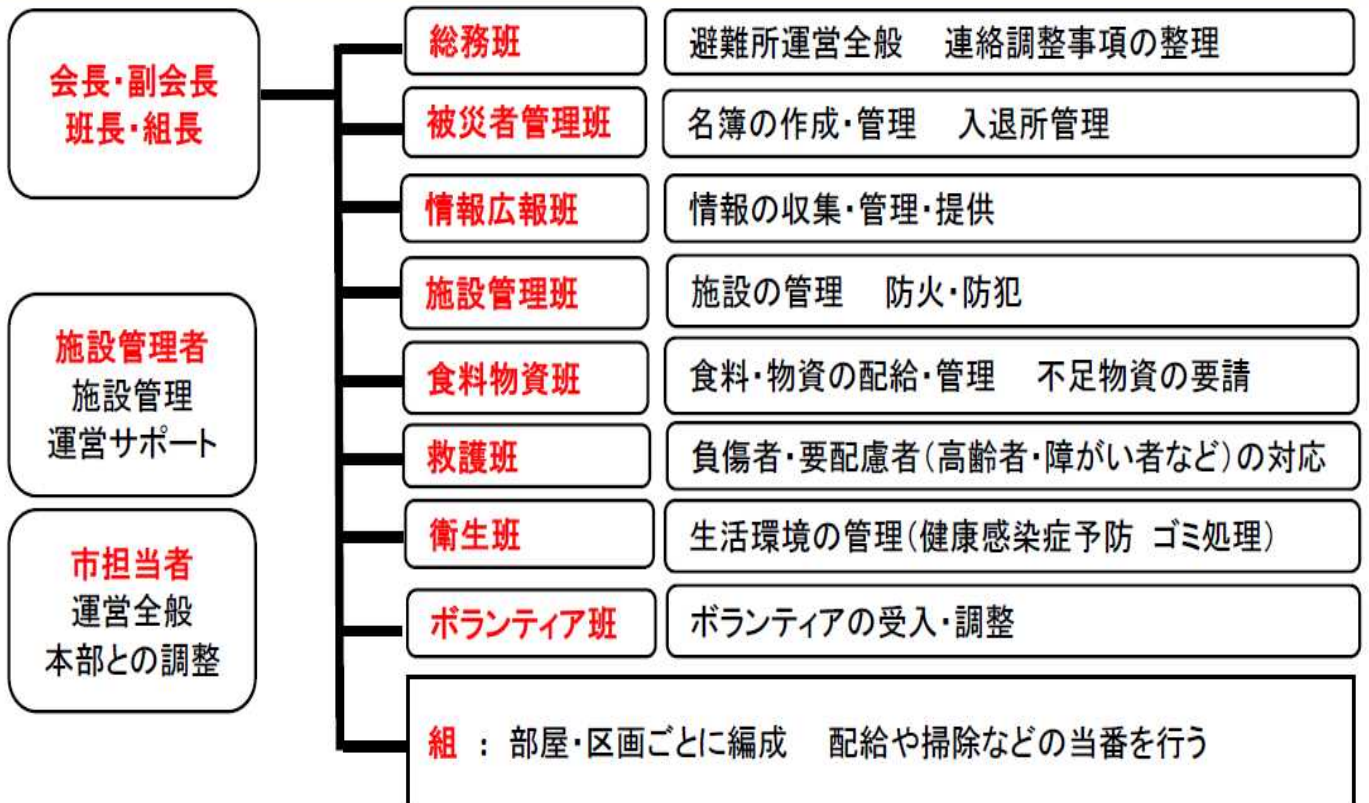 会長・副会長
班長・組長
施設管理者
施設管理
運営サポート
市担当者
運営全般
本部との調整
総務班
避難所運営全般　連絡調整事項の整理
被災者管理班
名簿の作成・管理　入退所管理
情報広報班
情報の収集・管理・提供
施設管理班
施設の管理　防火・防犯
食料物資班
食料・物資の配給・管理　不足物資の要請
救護班
負傷者・要配慮者(高齢者・障がい者など)の対応
衛生班
生活環境の管理(健康感染症予防　ゴミ処理)
ボランティア班
ボランティアの受入・調整
組 ： 部屋・区画ごとに編成　配給や掃除などの当番を行う